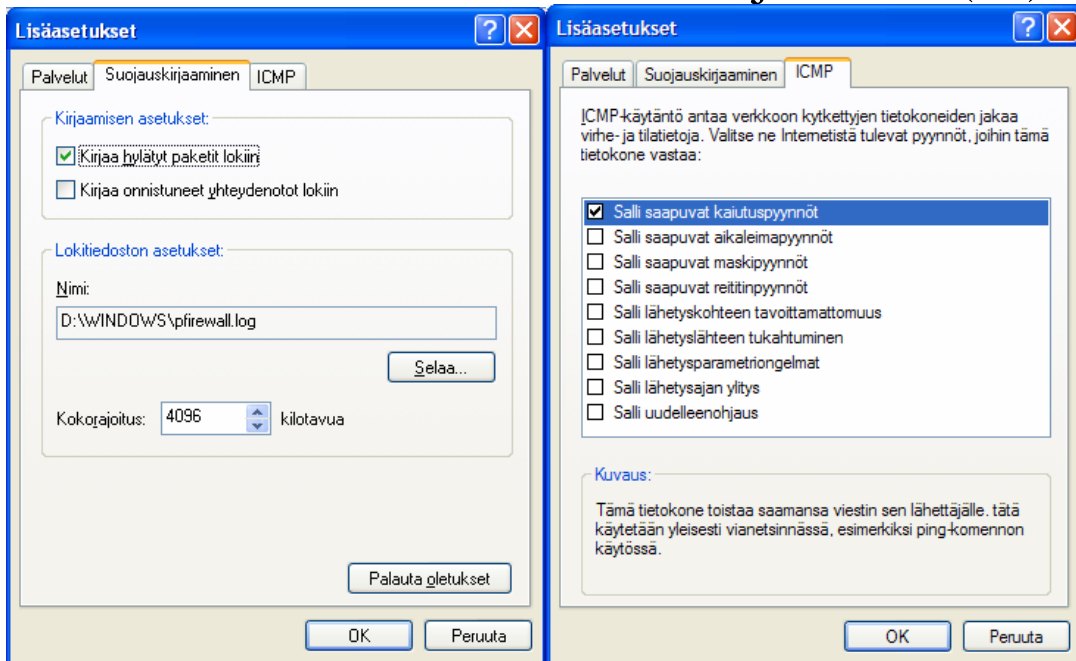 Lisäasetukset
Palvelut Suojauskirjaaminen ICMP
Kirjaamisen asetukset:
Kirjaa hylätyt paketit lokiin
Kirjaa onnistuneet yhteydenotot lokiin
Lokitiedoston asetukset:
Nimi:
D:\WINDOWS\pfirewall.log
Selaa...
Kokorajoitus: 4096 kilotavua
Palauta oletukset
OK Peruuta
Lisäasetukset
Palvelut Suojauskirjaaminen ICMP
ICMP-käytäntö antaa verkkoon kytkettyjen tietokoneiden jakaa
virhe- ja tilatietoja. Valitse ne Internetistä tulevat pyynnöt, joihin tämä
tietokone vastaa:
Salli saapuvat kaiutuspyynnöt
Salli saapuvat aikaleimapyynnöt
Salli saapuvat maskipyynnöt
Salli saapuvat reititinpyynnöt
Salli lähetyskohteen tavoittamattomuus
Salli lähetyslähteen tukahtuminen
Salli lähetysparametriongelmat
Salli lähetysajan ylitys
Salli uudelleenohjaus
Kuvaus:
Tämä tietokone toistaa saamansa viestin sen lähettäjälle. tätä
käytetään yleisesti vianetsinnässä, esimerkiksi ping-komennon
käytössä.
OK Peruuta